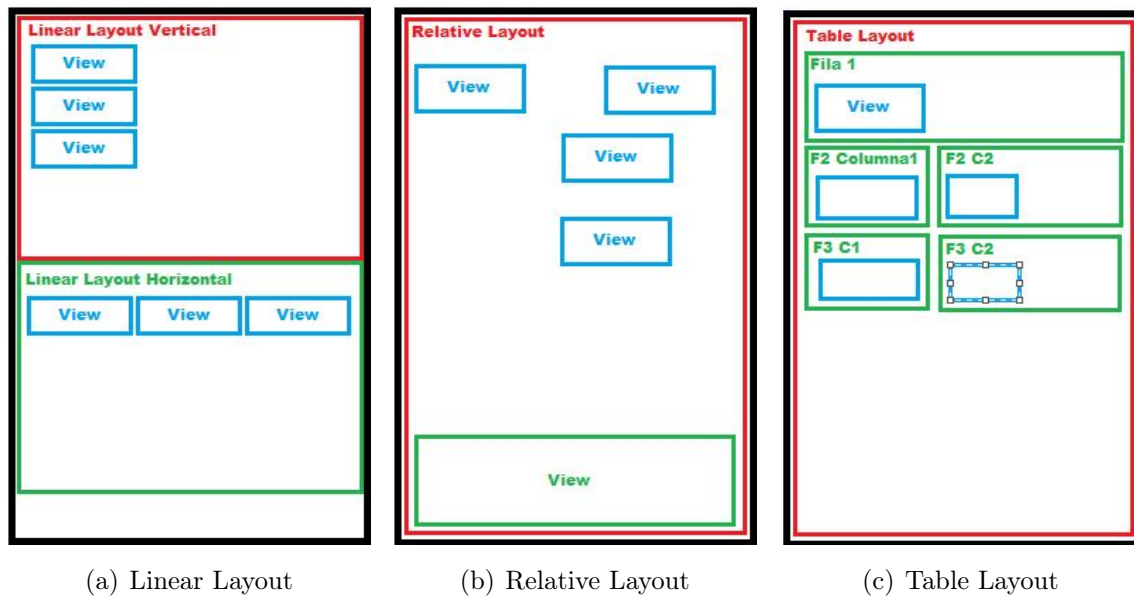 Linear Layout Vertical
View
View
View
Linear Layout Horizontal
View View View
(a) Linear Layout
Relative Layout
View View
View
View
View
(b) Relative Layout
Table Layout
Fila 1
View
F2 Columna1 F2 C2
F3 C1 F3 C2
(c) Table Layout